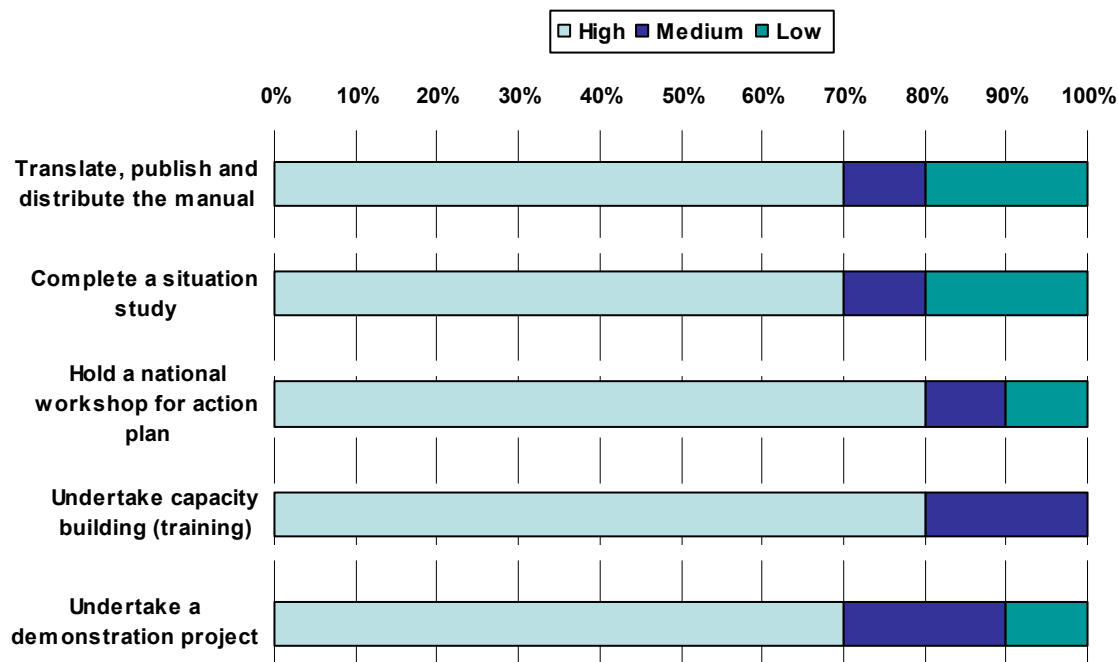 High Medium Low
0% 10% 20% 30% 40% 50% 60% 70% 80% 90% 100%
Translate, publish and
distribute the manual
Complete a situation
study
Hold a national
workshop for action
plan
Undertake capacity
building (training)
Undertake a
demonstration project